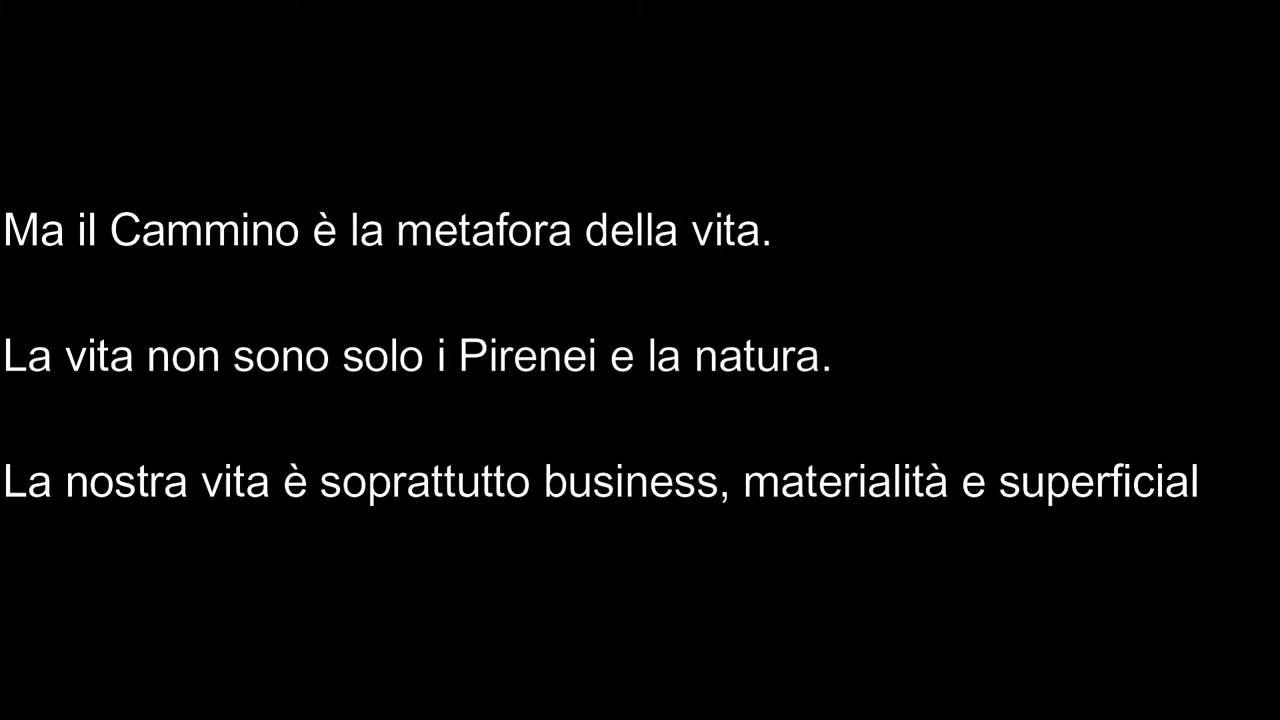 Ma il Cammino è la metafora della vita.
La vita non sono solo i Pirenei e la natura.
La nostra vita è soprattutto business, materialità e superficial